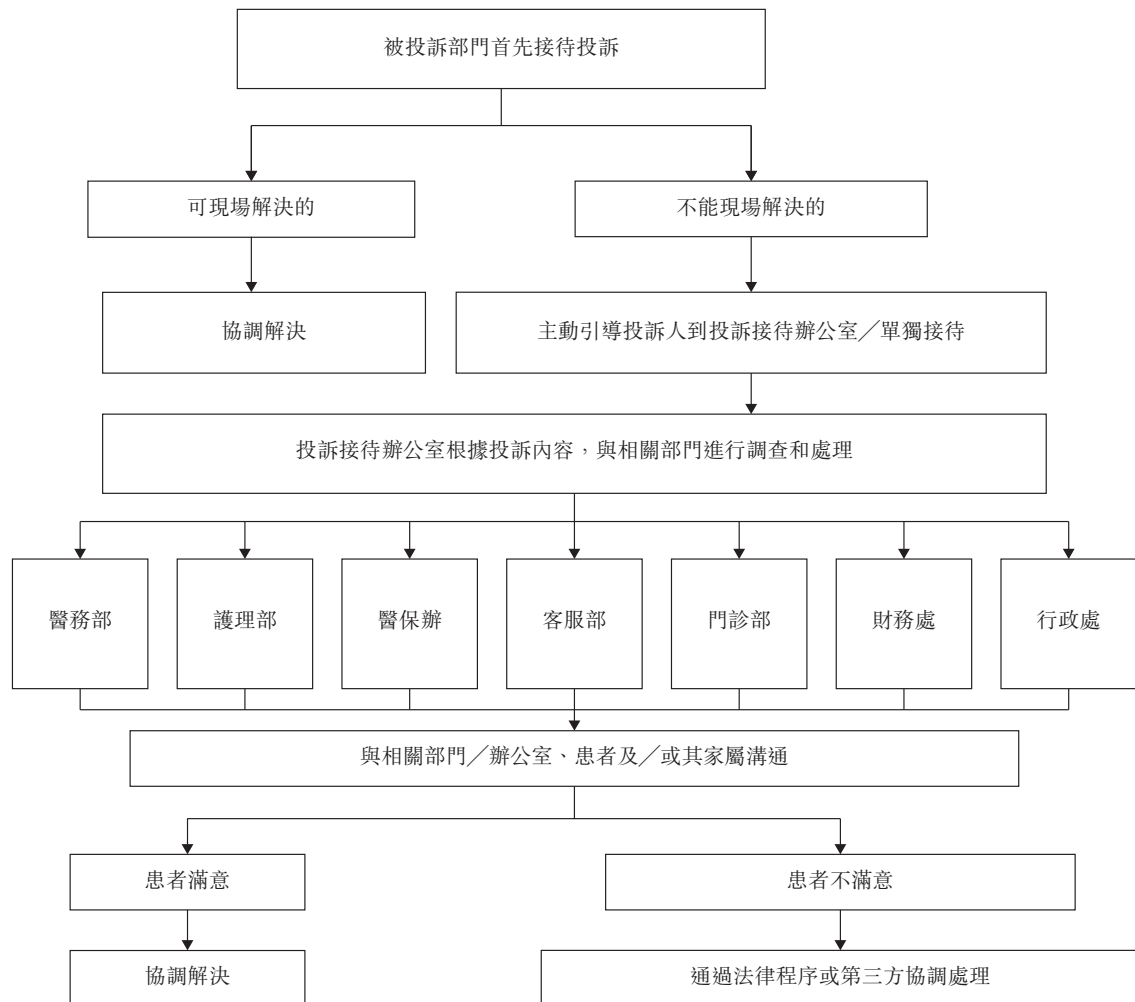 被投訴部門首先接待投訴
可現場解決的
不能現場解決的
協調解決
主動引導投訴人到投訴接待辦公室╱單獨接待
投訴接待辦公室根據投訴內容，與相關部門進行調查和處理
醫務部
護理部
醫保辦
客服部
門診部
財務處
行政處
與相關部門╱辦公室、患者及╱或其家屬溝通
患者滿意
患者不滿意
協調解決
通過法律程序或第三方協調處理